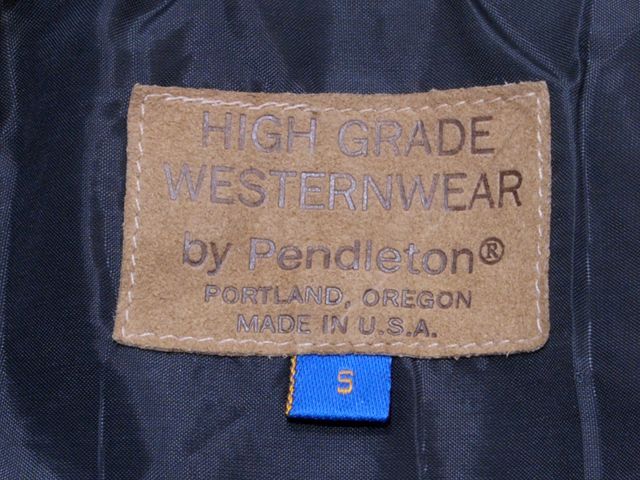 HIGH GRADE
WESTERNWEAR
by Pendleton®
PORTLAND, OREGON
MADE IN U.S.A.
S